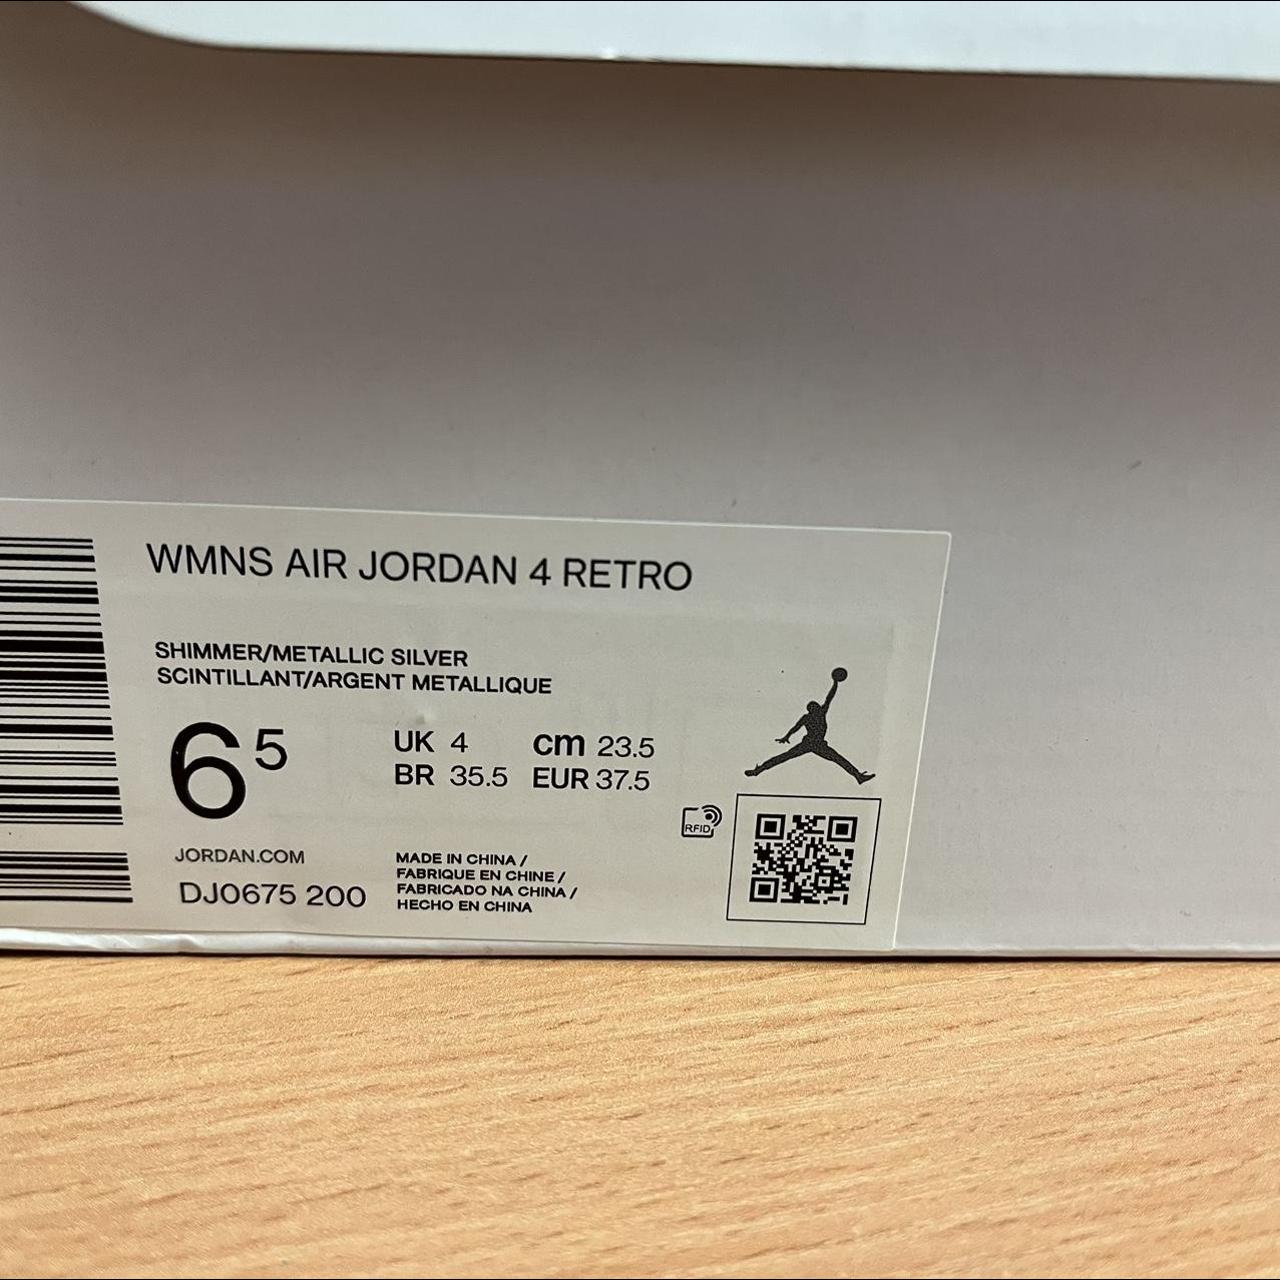 WMNS AIR JORDAN 4 RETRO
SHIMMER/METALLIC SILVER
SCINTILLANT/ARGENT METALLIQUE
6⁵
UK 4 cm 23.5
BR 35.5 EUR 37.5
RFID
JORDAN.COM
DJ0675 200
MADE IN CHINA /
FABRIQUE EN CHINE /
FABRICADO NA CHINA /
HECHO EN CHINA